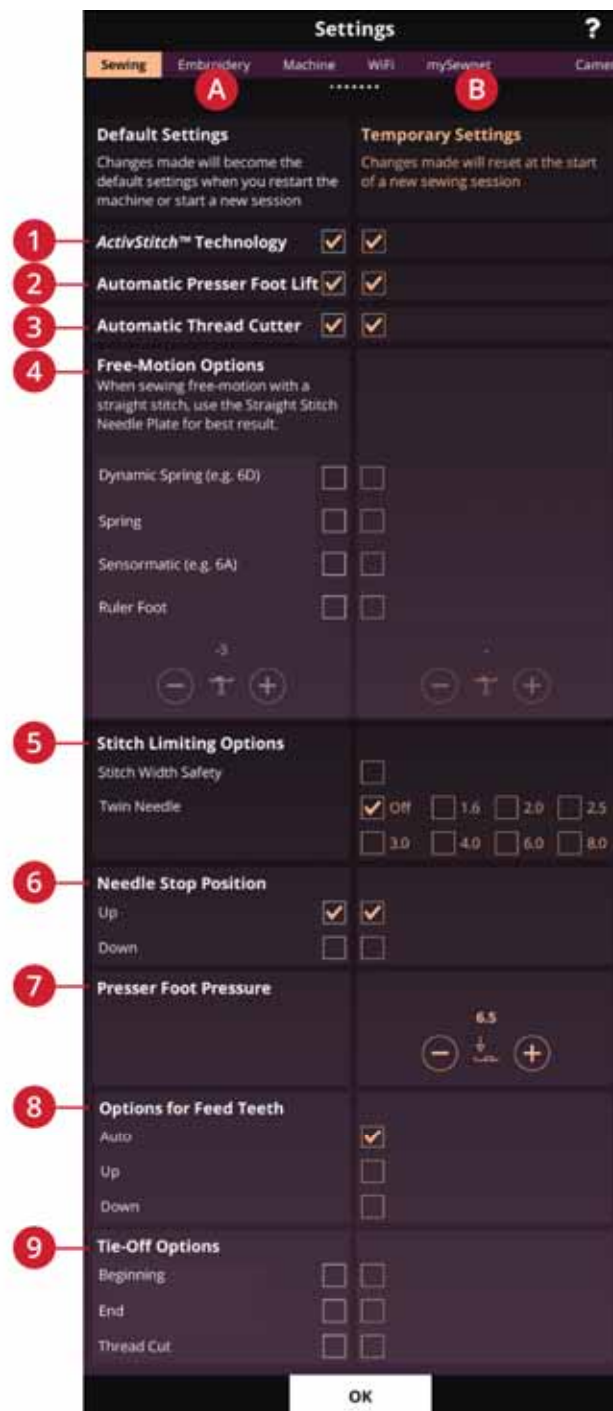 Settings ?
Sewing Embroidery Machine WiFi mySewnet Camer
A B
Default Settings
Changes made will become the
default settings when you restart the
machine or start a new session
Temporary Settings
Changes made will reset at the start
of a new sewing session
1 ActivStitch™ Technology
2 Automatic Presser Foot Lift
3 Automatic Thread Cutter
4 Free-Motion Options
When sewing free-motion with a
straight stitch, use the Straight Stitch
Needle Plate for best result.
Dynamic Spring (e.g. 6D)
Spring
Sensormatic (e.g. 6A)
Ruler Foot
-3 -
5 Stitch Limiting Options
Stitch Width Safety
Twin Needle Off 1.6 2.0 2.5
3.0 4.0 6.0 8.0
6 Needle Stop Position
Up
Down
7 Presser Foot Pressure
6.5
8 Options for Feed Teeth
Auto
Up
Down
9 Tie-Off Options
Beginning
End
Thread Cut
OK